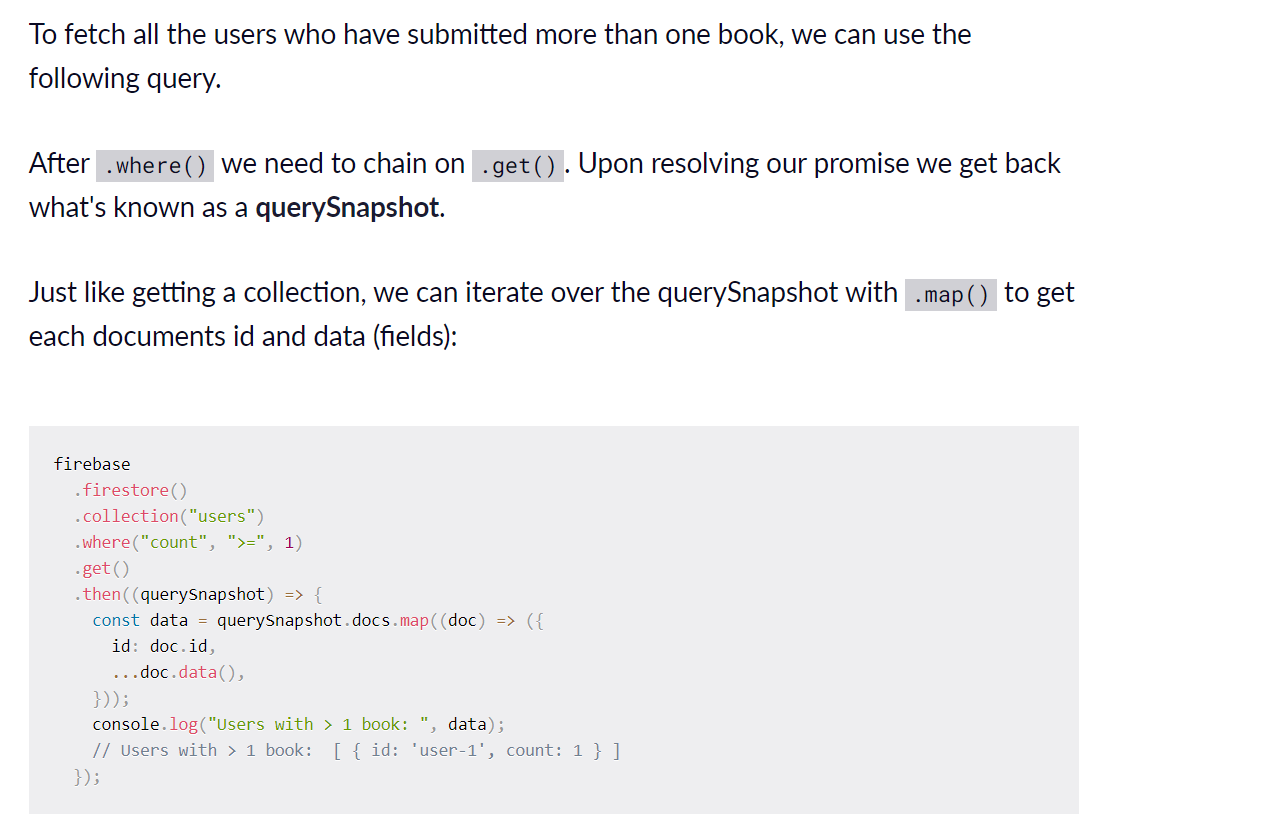 To fetch all the users who have submitted more than one book, we can use the
following query.
After .where() we need to chain on .get(). Upon resolving our promise we get back
what's known as a querySnapshot.
Just like getting a collection, we can iterate over the querySnapshot with .map() to get
each documents id and data (fields):
firebase
  .firestore()
  .collection("users")
  .where("count", ">=", 1)
  .get()
  .then((querySnapshot) => {
    const data = querySnapshot.docs.map((doc) => ({
      id: doc.id,
      ...doc.data(),
    }));
    console.log("Users with > 1 book: ", data);
    // Users with > 1 book:  [ { id: 'user-1', count: 1 } ]
  });